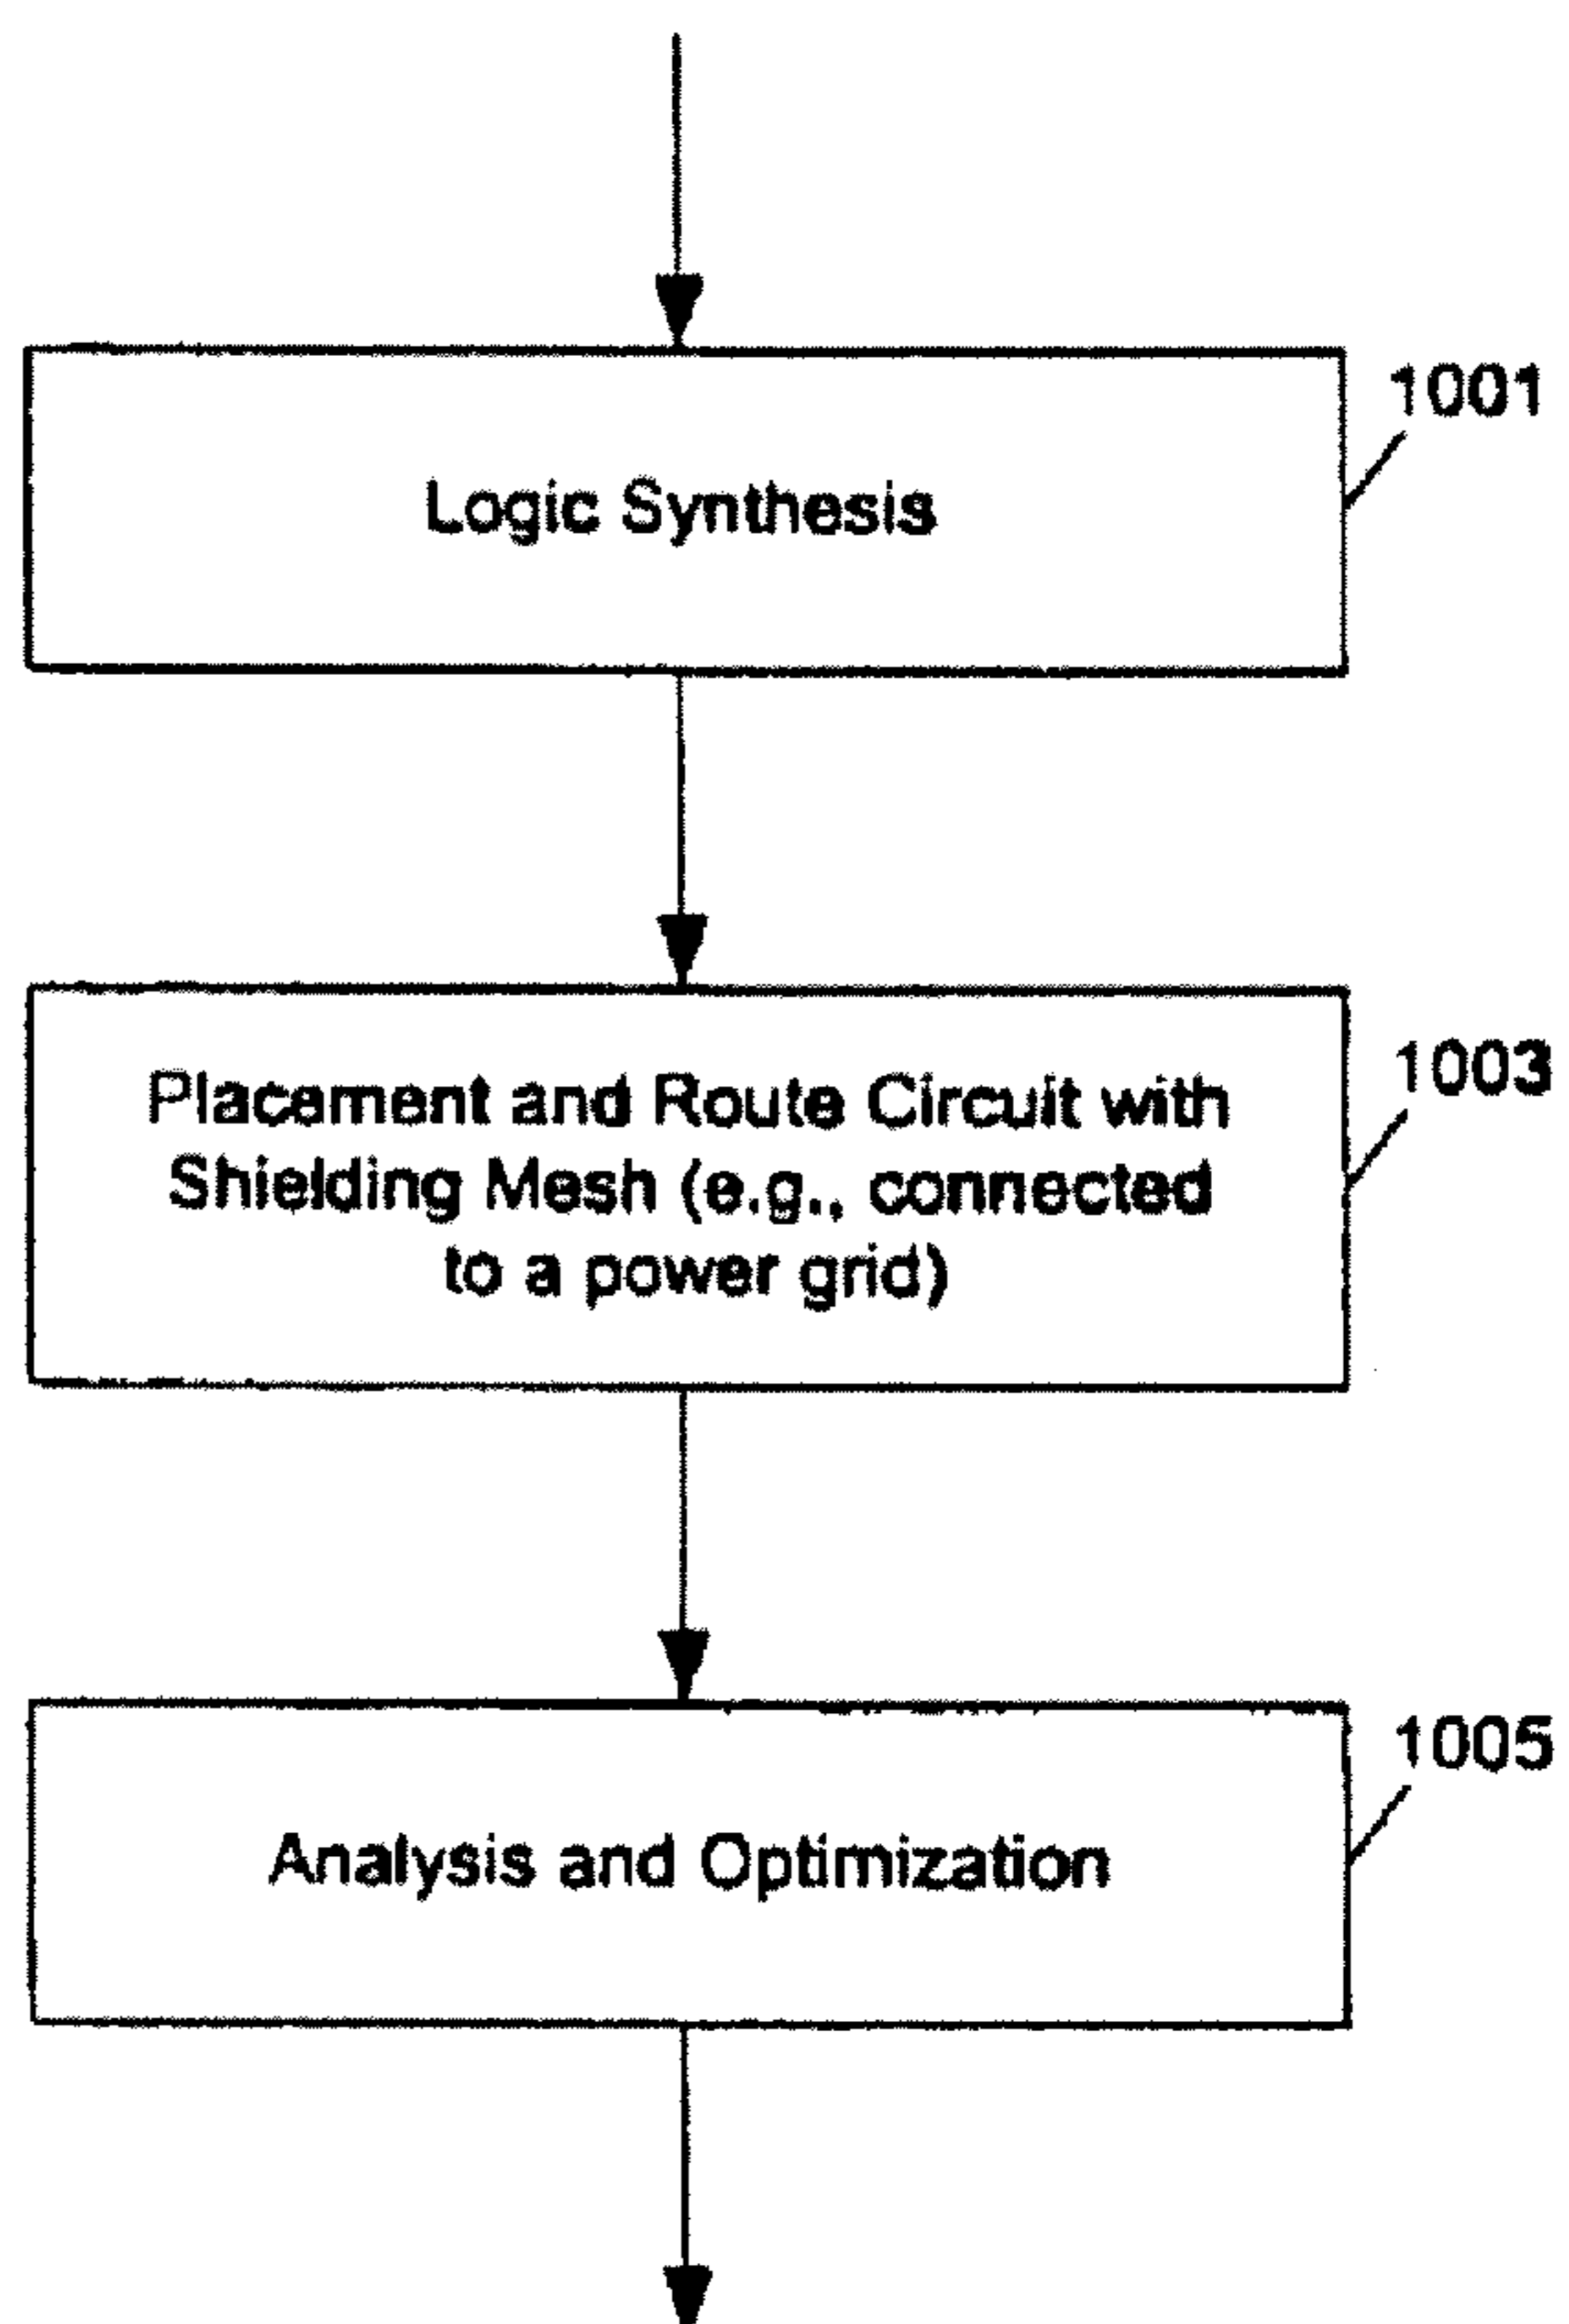 1001
Logic Synthesis
1003
Placement and Route Circuit with
Shielding Mesh (e.g., connected
to a power grid)
1005
Analysis and Optimization